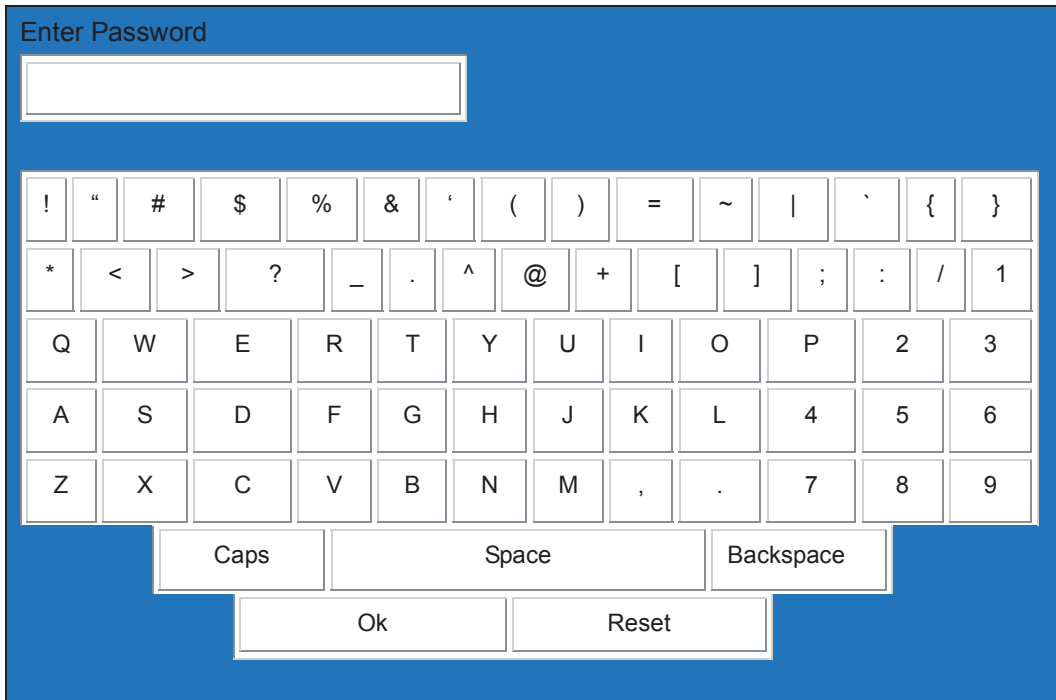 Enter Password
! “ # $ % & ‘ ( ) = ~ | ` { }
* < > ? _ . ^ @ + [ ] ; : / 1
Q W E R T Y U I O P 2 3
A S D F G H J K L 4 5 6
Z X C V B N M , . 7 8 9
Caps Space Backspace
Ok Reset